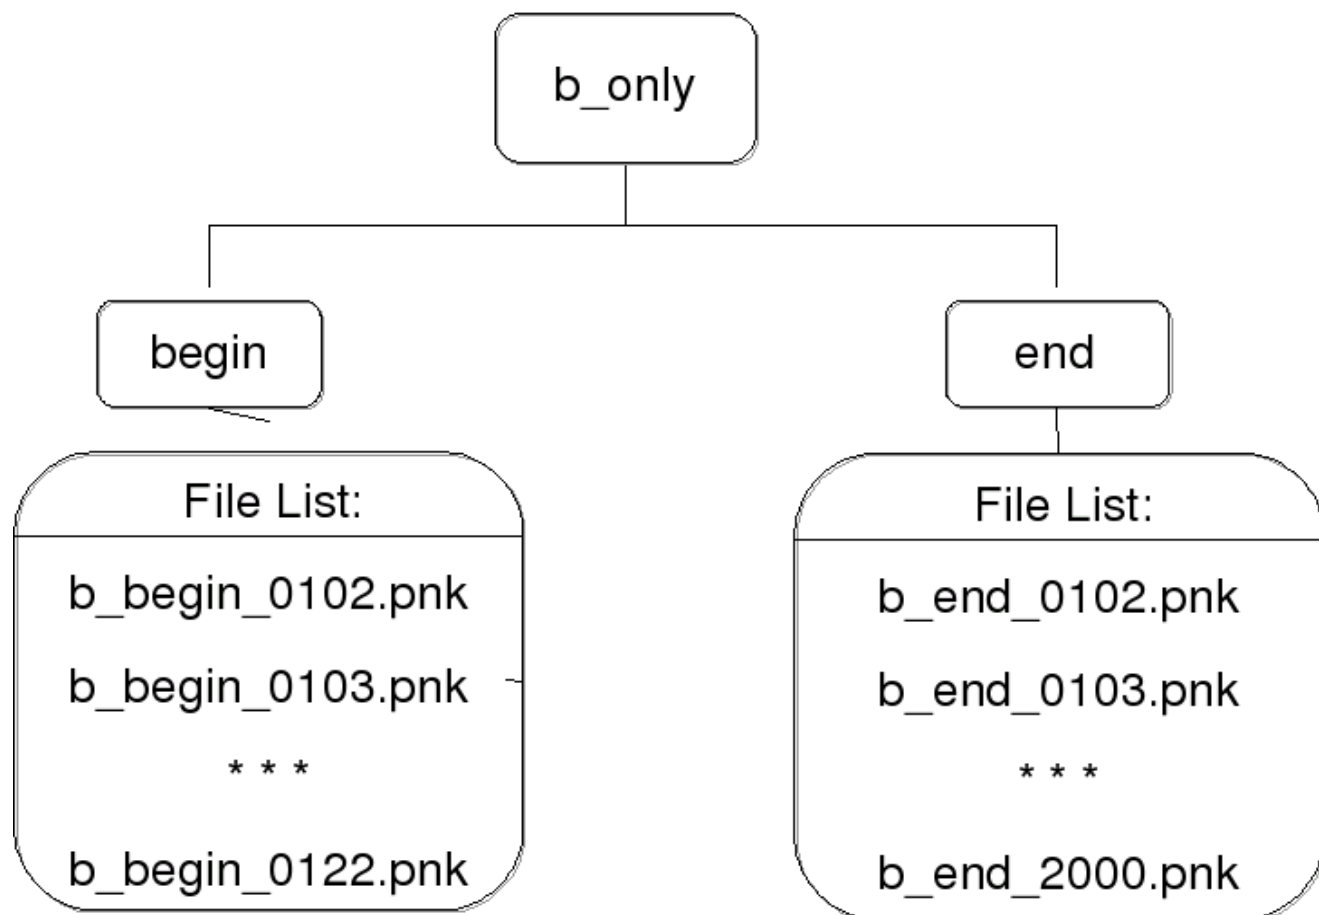 b_only
begin
end
File List:
b_begin_0102.pnk
b_begin_0103.pnk
* * *
b_begin_0122.pnk
File List:
b_end_0102.pnk
b_end_0103.pnk
* * *
b_end_2000.pnk